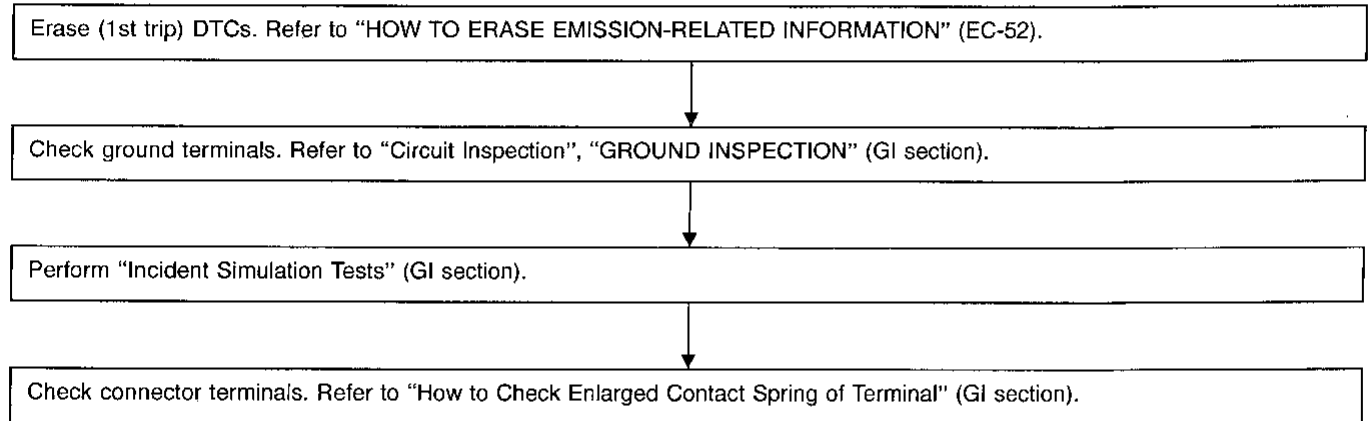 Erase (1st trip) DTCs. Refer to “HOW TO ERASE EMISSION-RELATED INFORMATION” (EC-52).
Check ground terminals. Refer to “Circuit Inspection”, “GROUND INSPECTION” (GI section).
Perform “Incident Simulation Tests” (GI section).
Check connector terminals. Refer to “How to Check Enlarged Contact Spring of Terminal” (GI section).